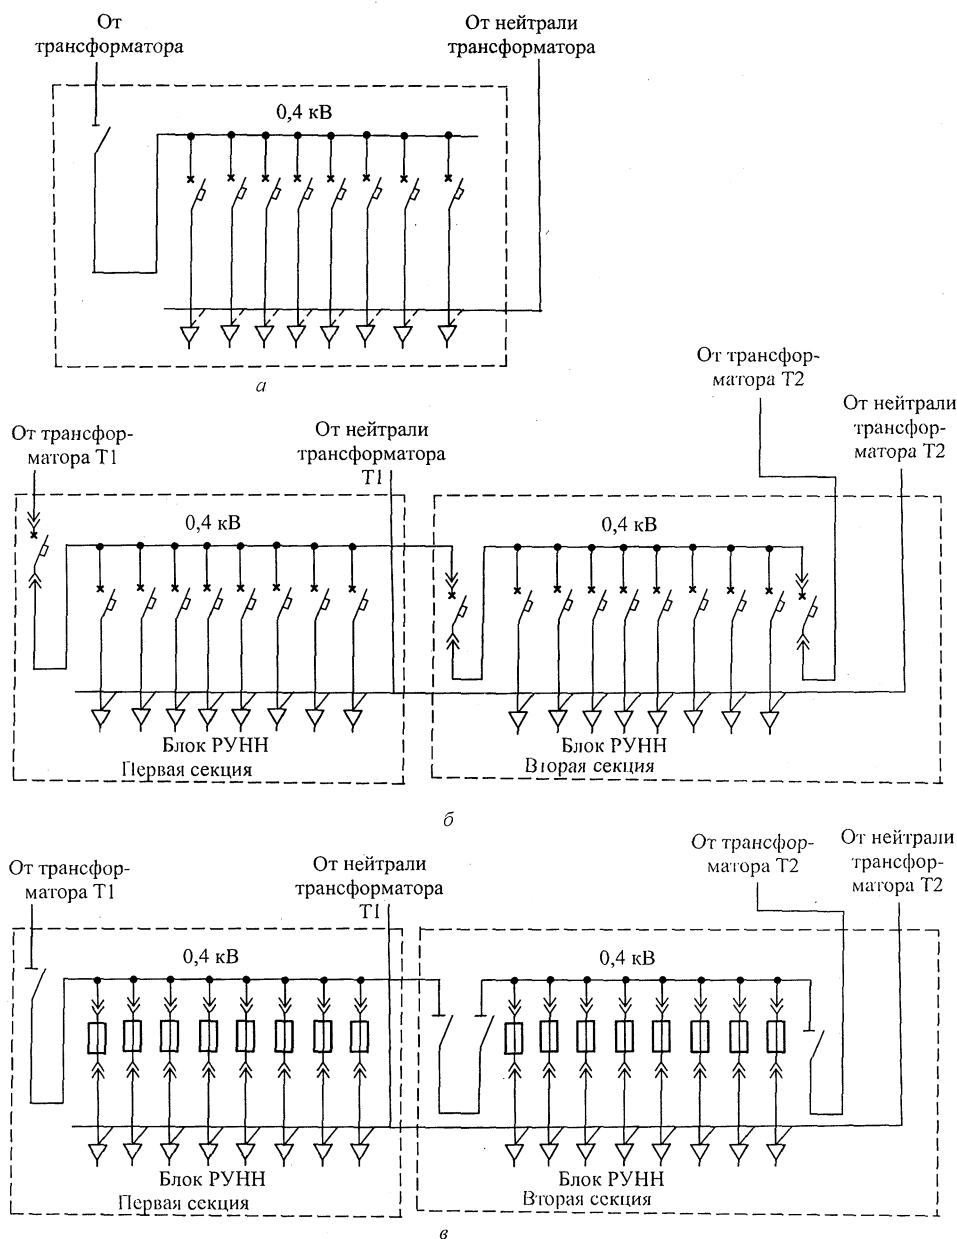 От
трансформатора
От нейтрали
трансформатора
0,4 кВ
а
От трансфор-
матора Т2
От нейтрали
трансфор-
матора Т2
От трансфор-
матора Т1
От нейтрали
трансформатора
Т1
0,4 кВ
0,4 кВ
Блок РУНН
Первая секция
Блок РУНН
Вторая секция
б
От трансфор-
матора Т2
От нейтрали
трансфор-
матора Т2
От трансфор-
матора Т1
От нейтрали
трансформатора
Т1
0,4 кВ
0,4 кВ
Блок РУНН
Первая секция
Блок РУНН
Вторая секция
в